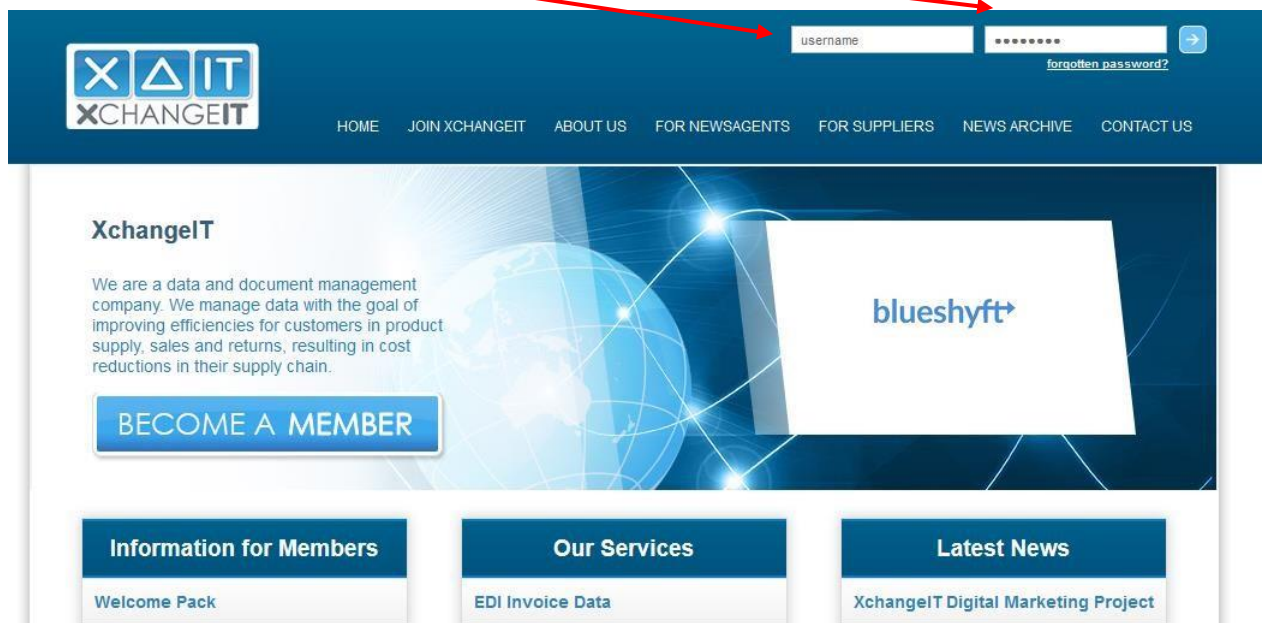 username
••••••••
forgotten password?
X Δ IT
XCHANGEIT
HOME JOIN XCHANGEIT ABOUT US FOR NEWSAGENTS FOR SUPPLIERS NEWS ARCHIVE CONTACT US
XchangeIT
We are a data and document management
company. We manage data with the goal of
improving efficiencies for customers in product
supply, sales and returns, resulting in cost
reductions in their supply chain.
BECOME A MEMBER
blueshyft
Information for Members
Welcome Pack
Our Services
EDI Invoice Data
Latest News
XchangeIT Digital Marketing Project